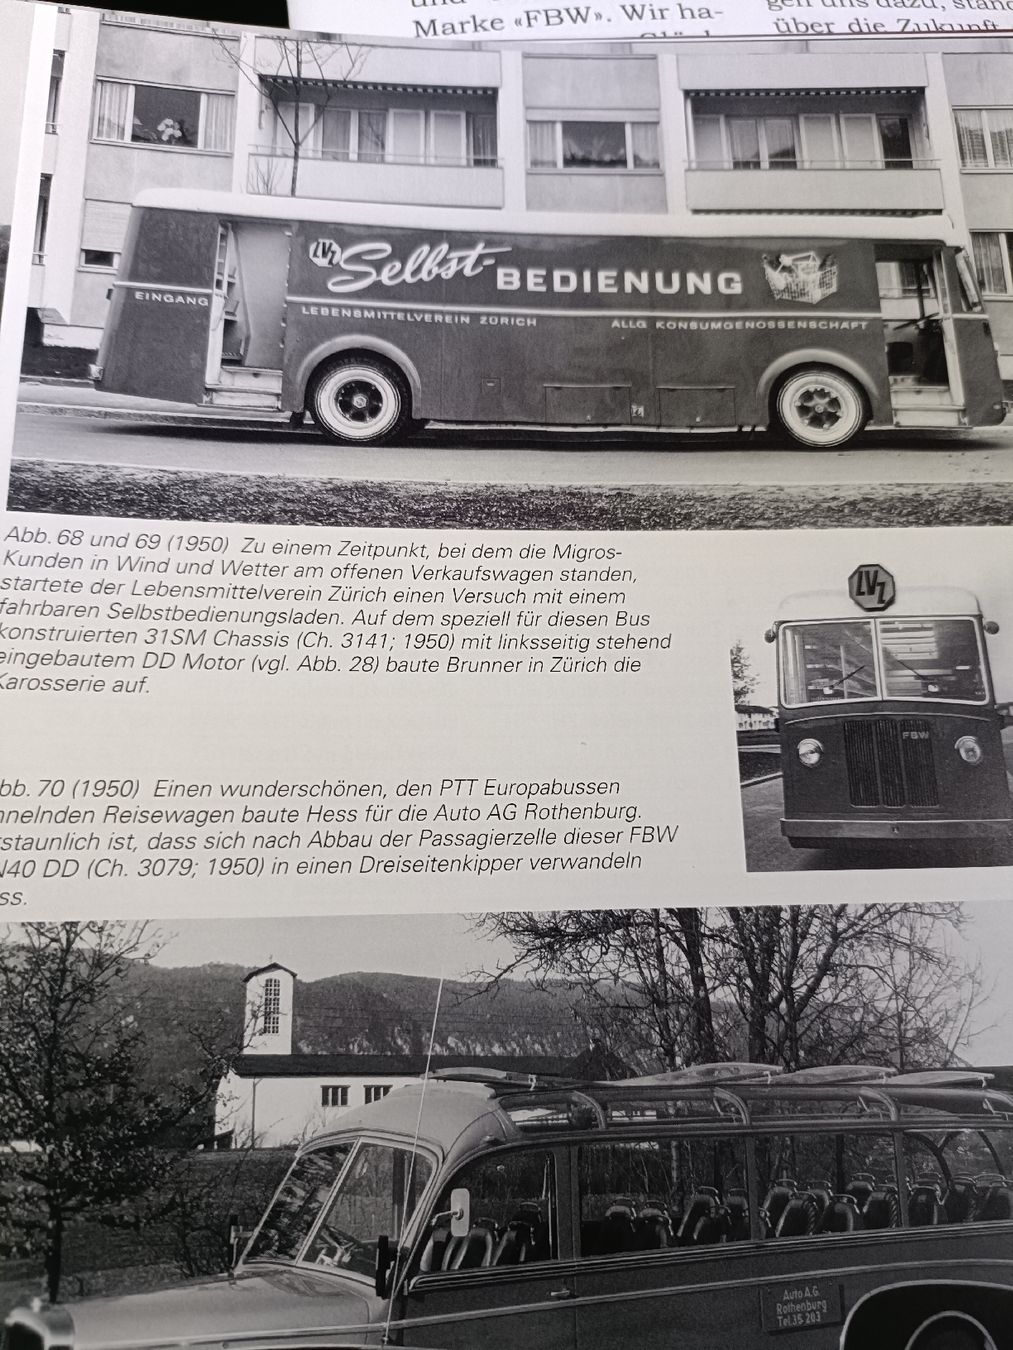 Marke «FBW». Wir ha-
über die Zukunft
LVZ Selbst-BEDIENUNG
EINGANG
LEBENSMITTELVEREIN ZÜRICH ALLG KONSUMGENOSSENSCHAFT
Abb. 68 und 69 (1950) Zu einem Zeitpunkt, bei dem die Migros-
Kunden in Wind und Wetter am offenen Verkaufswagen standen,
startete der Lebensmittelverein Zürich einen Versuch mit einem
fahrbaren Selbstbedienungsladen. Auf dem speziell für diesen Bus
konstruierten 31SM Chassis (Ch. 3141; 1950) mit linksseitig stehend
eingebautem DD Motor (vgl. Abb. 28) baute Brunner in Zürich die
Karosserie auf.
LVZ
FBW
bb. 70 (1950) Einen wunderschönen, den PTT Europabussen
hnelnden Reisewagen baute Hess für die Auto AG Rothenburg.
rstaunlich ist, dass sich nach Abbau der Passagierzelle dieser FBW
N40 DD (Ch. 3079; 1950) in einen Dreiseitenkipper verwandeln
ss.
Auto A.G.
Rothenburg
Tel. 35 203